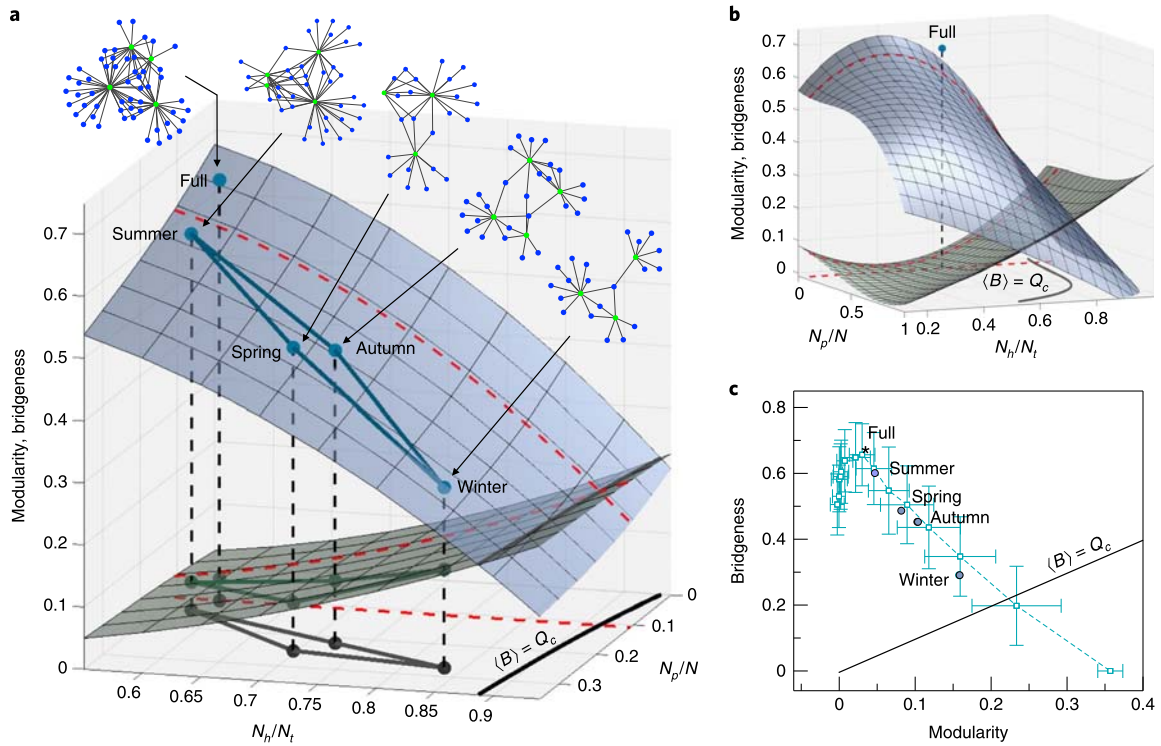 a
Full
Summer
Spring
Autumn
Winter
Modularity, bridgeness
0.7
0.6
0.5
0.4
0.3
0.2
0.1
0
0.6
0.65
0.7
0.75
0.8
0.85
0.9
N_h/N_t
0
0.1
0.2
0.3
N_p/N
⟨B⟩ = Q_c
b
Full
Modularity, bridgeness
0.7
0.6
0.5
0.4
0.3
0.2
0.1
0
0
0.5
1
N_p/N
0.2
0.4
0.6
0.8
N_h/N_t
⟨B⟩ = Q_c
c
Bridgeness
0.8
0.6
0.4
0.2
0
Full
*
Summer
Spring
Autumn
Winter
⟨B⟩ = Q_c
0
0.1
0.2
0.3
0.4
Modularity